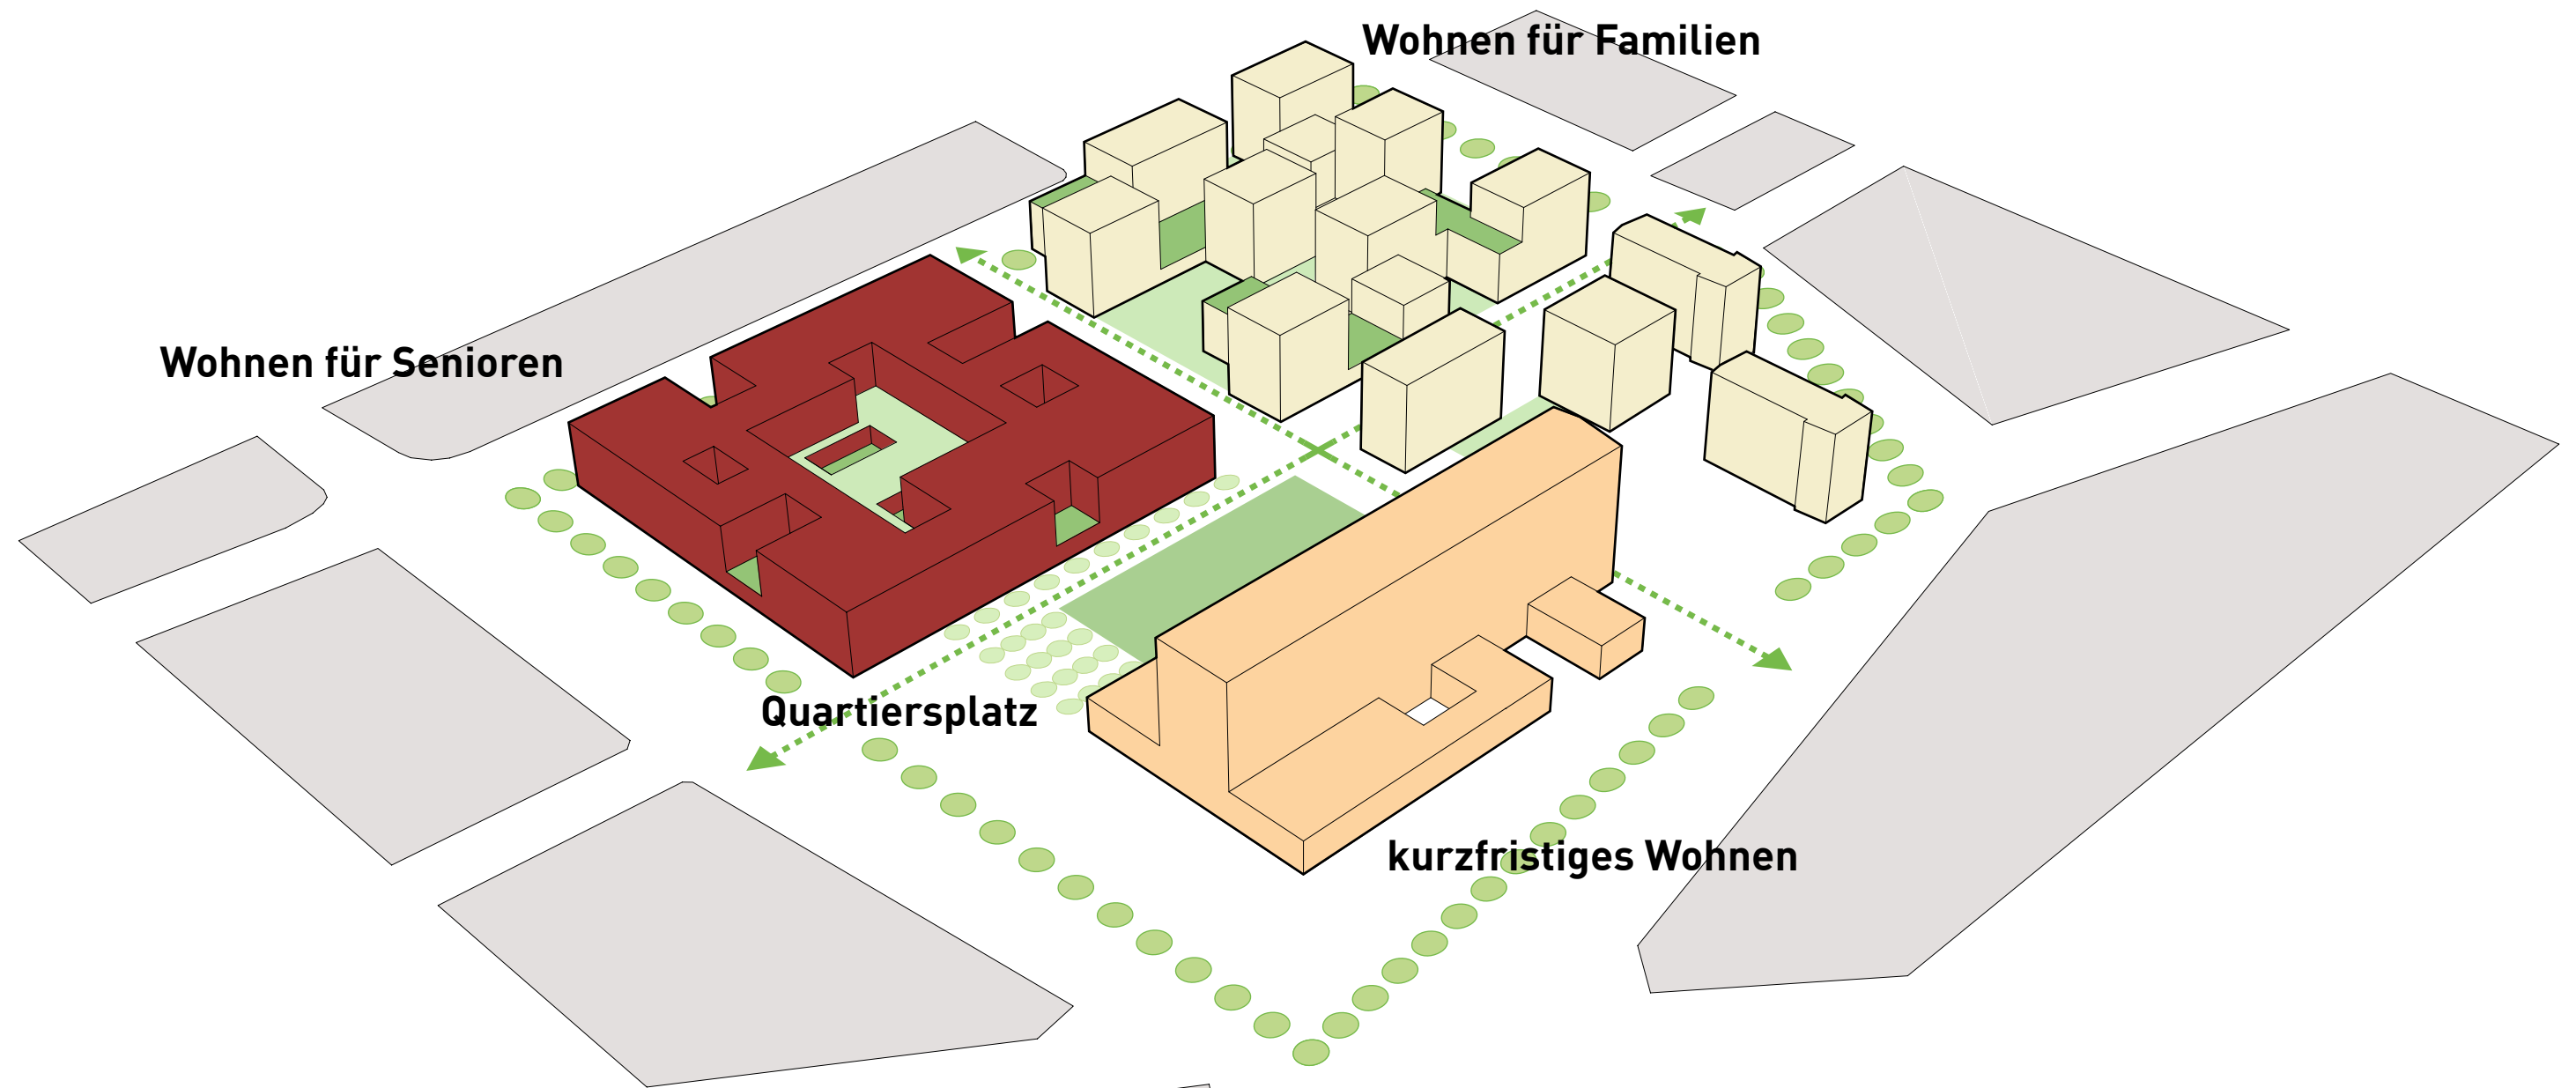 Wohnen für Familien
Wohnen für Senioren
Quartiersplatz
kurzfristiges Wohnen